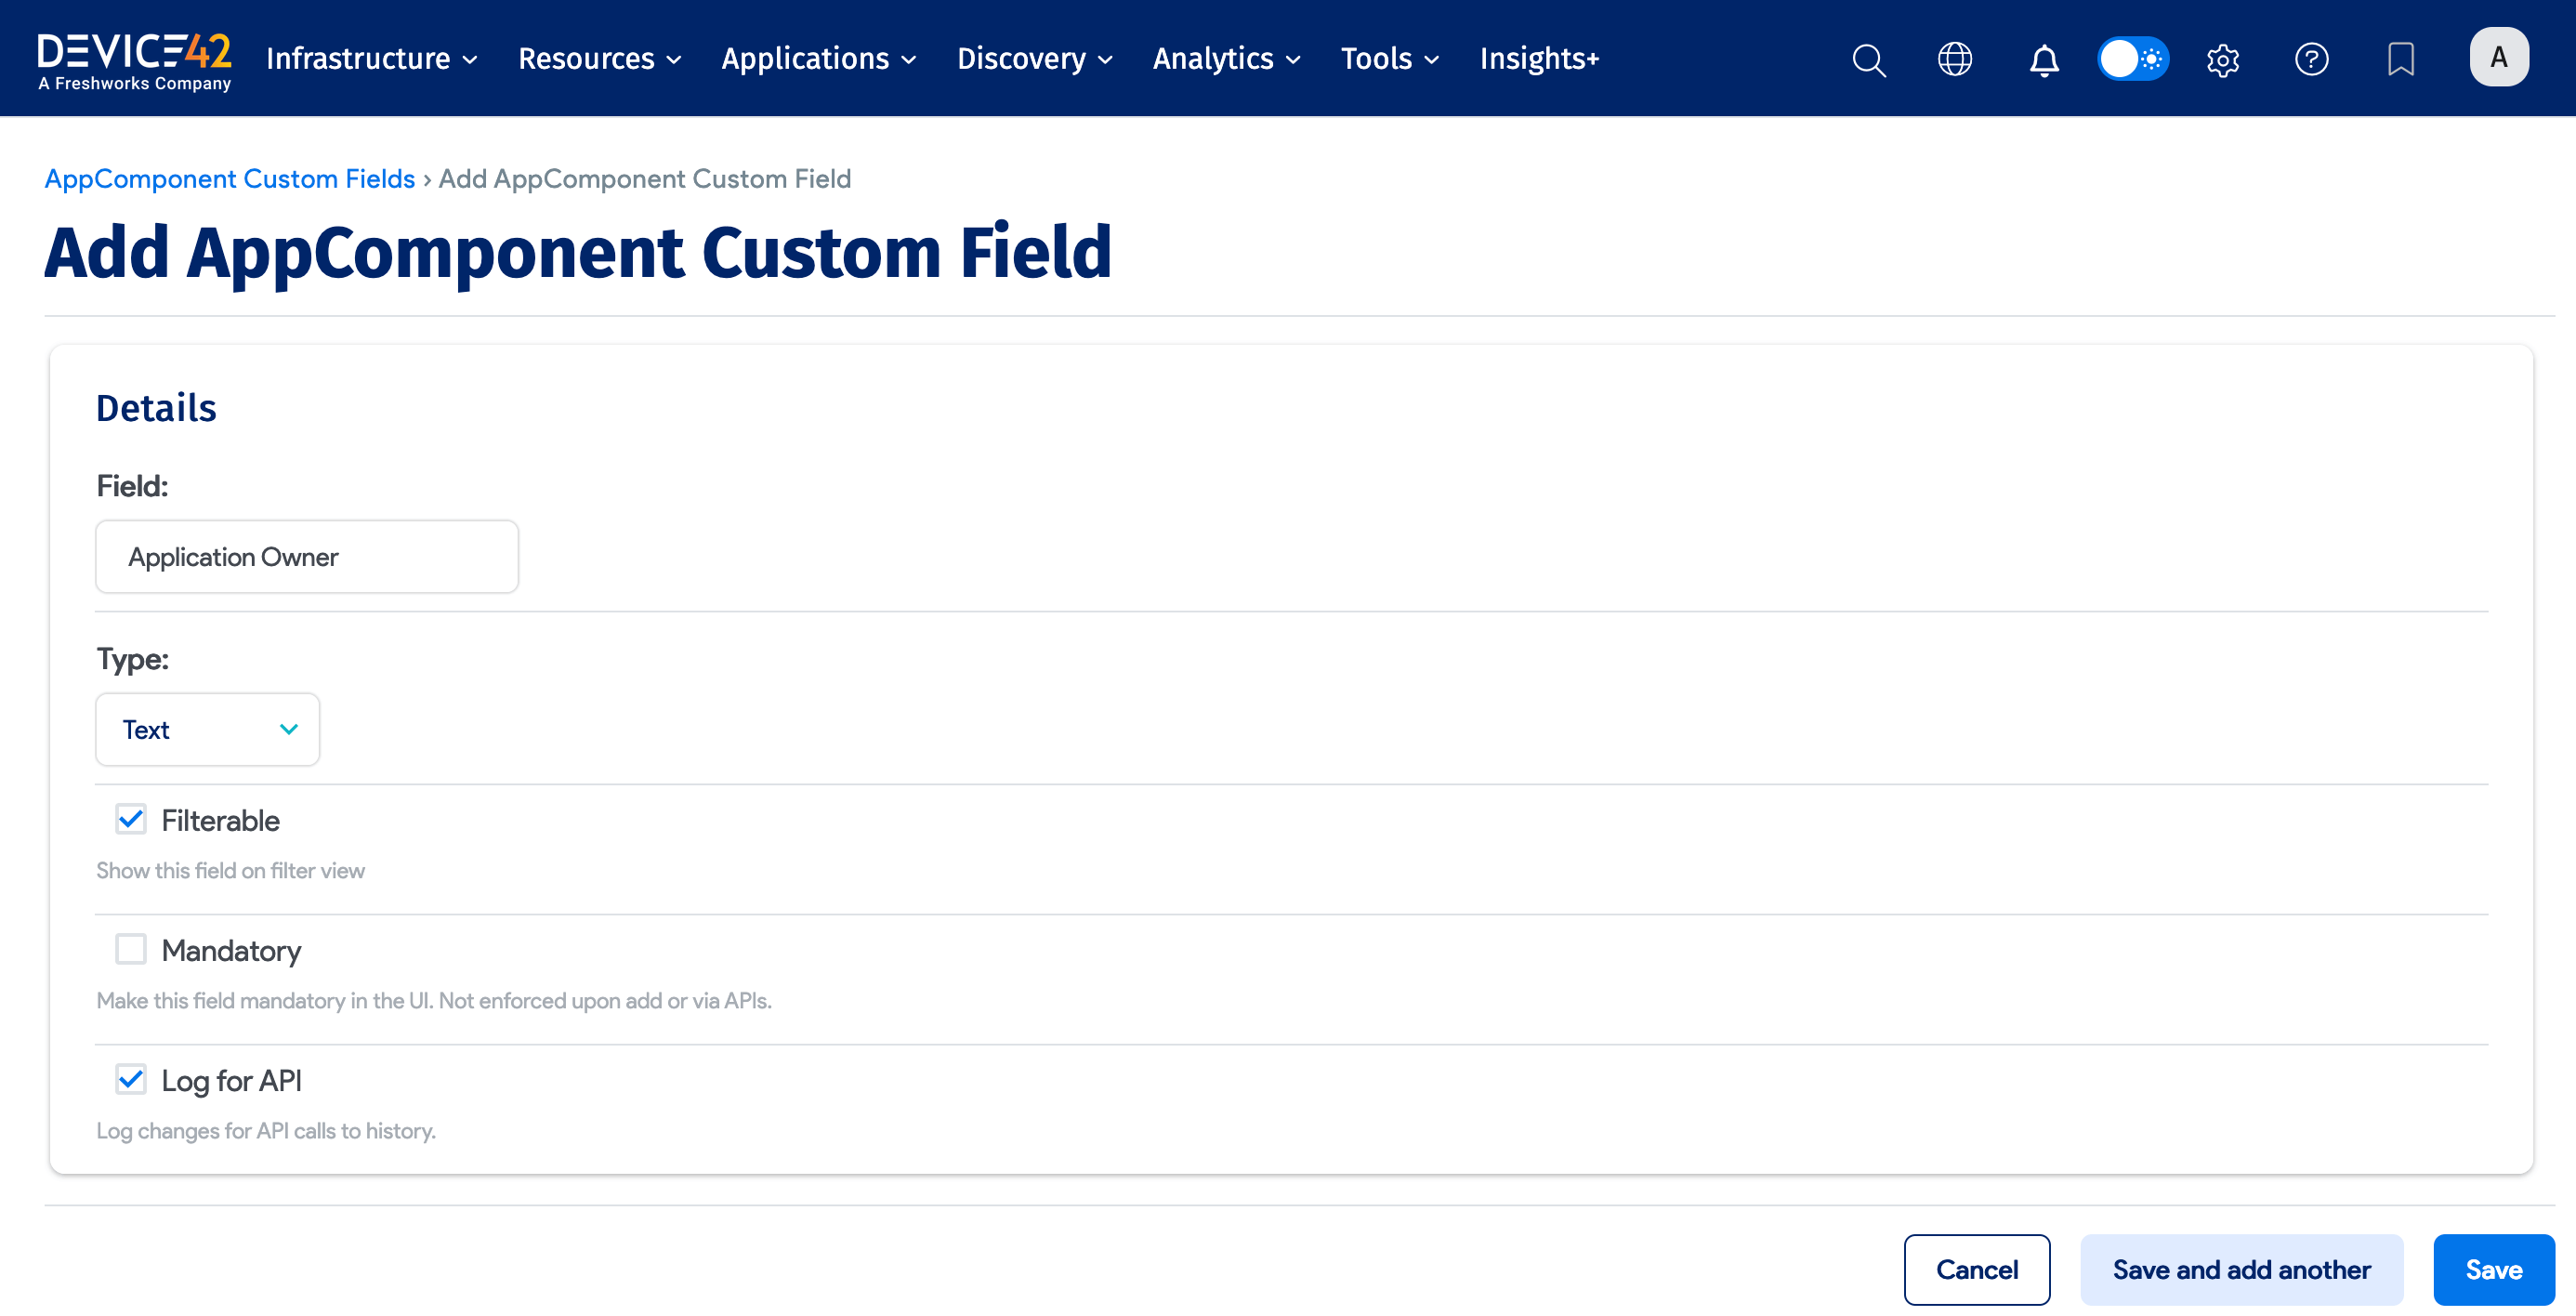 DEVICE42
A Freshworks Company
Infrastructure Resources Applications Discovery Analytics Tools Insights+
A
AppComponent Custom Fields › Add AppComponent Custom Field
Add AppComponent Custom Field
Details
Field:
Application Owner
Type:
Text
Filterable
Show this field on filter view
Mandatory
Make this field mandatory in the UI. Not enforced upon add or via APIs.
Log for API
Log changes for API calls to history.
Cancel Save and add another Save